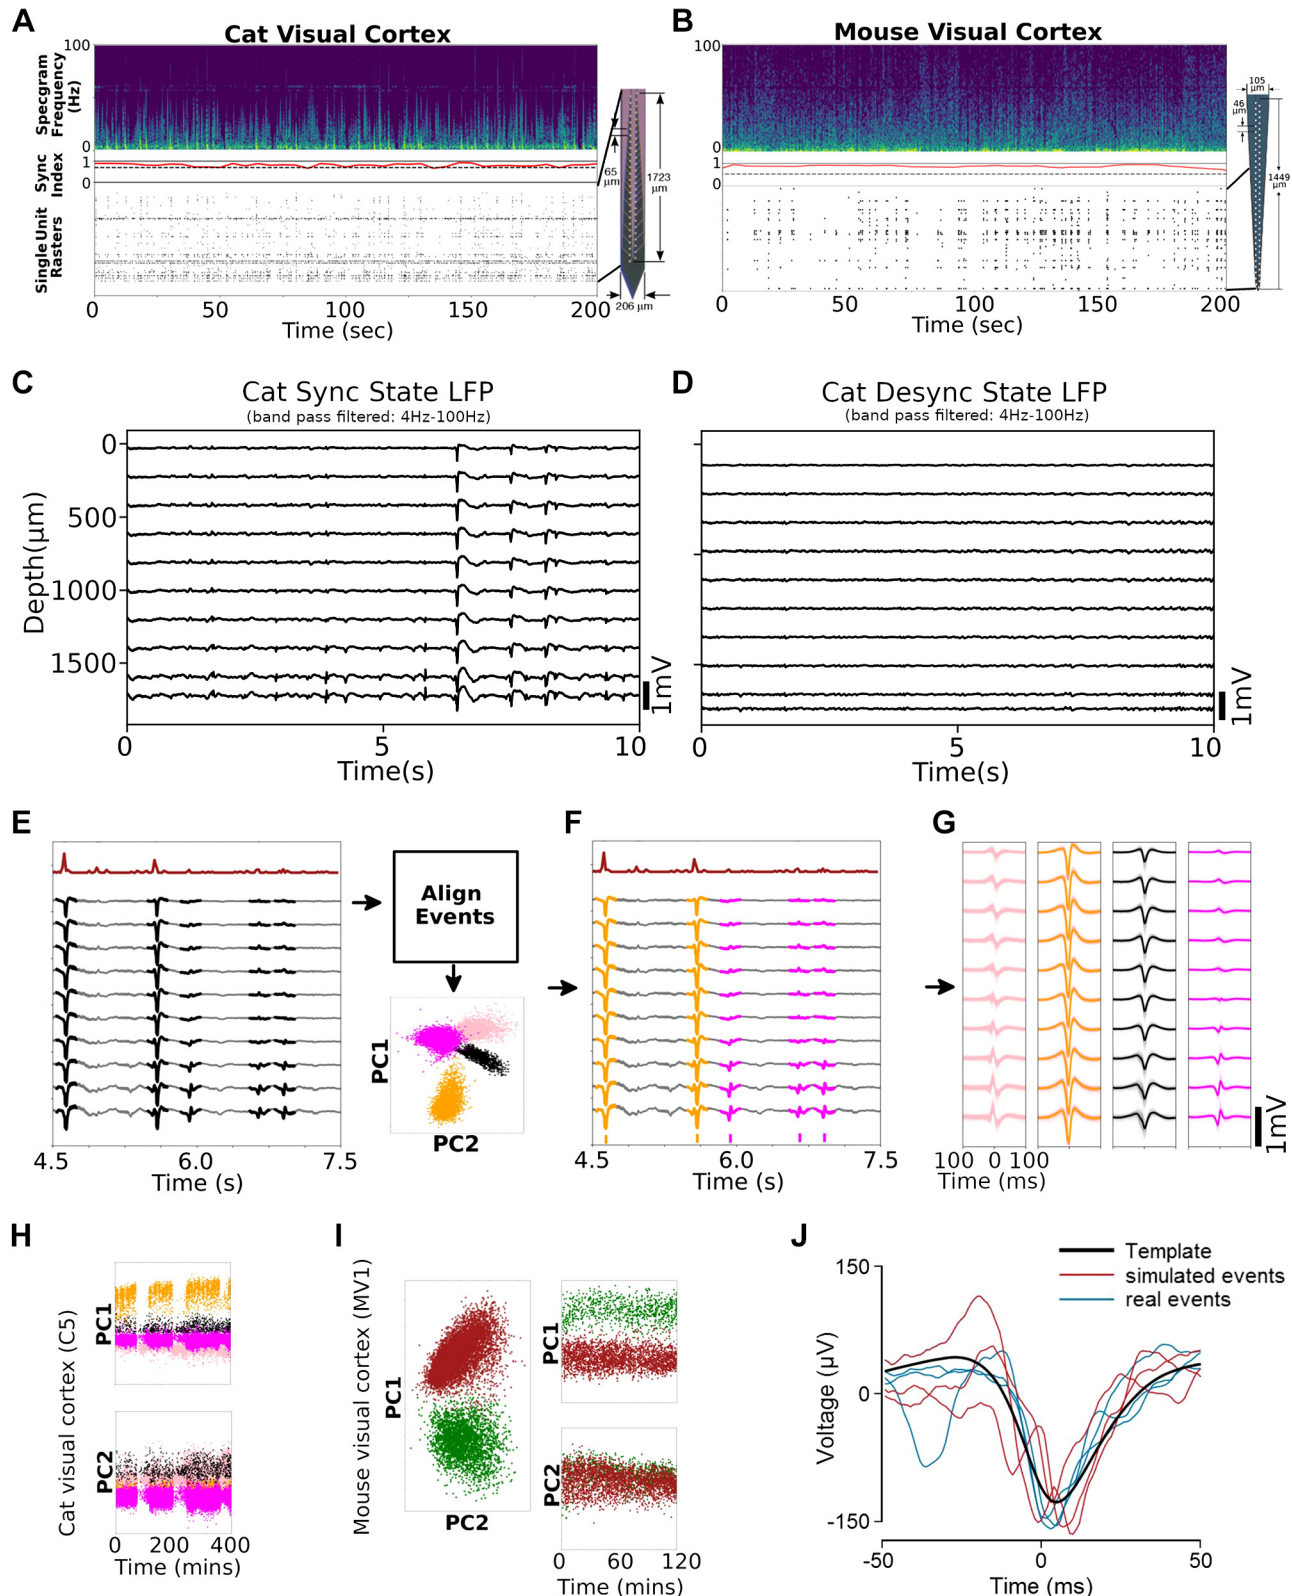 A
Cat Visual Cortex
100
0
Specgram
Frequency
(Hz)
1
0
Sync
Index
Single Unit
Rasters
0
50
100
150
200
Time (sec)
65
μm
1723
μm
206 μm
B
Mouse Visual Cortex
100
0
1
0
0
50
100
150
201
Time (sec)
105
μm
46
μm
1449
μm
C
Cat Sync State LFP
(band pass filtered: 4Hz-100Hz)
0
500
1000
1500
Depth(μm)
1mV
0
5
10
Time(s)
D
Cat Desync State LFP
(band pass filtered: 4Hz-100Hz)
1mV
0
5
10
Time(s)
E
4.5
6.0
7.5
Time (s)
Align
Events
PC1
PC2
F
4.5
6.0
7.5
Time (s)
G
100 0 100
Time (ms)
1mV
H
Cat visual cortex (C5)
PC1
PC2
0
200
400
Time (mins)
I
Mouse visual cortex (MV1)
PC1
PC2
PC1
PC2
0
60
120
Time (mins)
J
Template
simulated events
real events
150
0
-150
Voltage (μV)
-50
0
50
Time (ms)